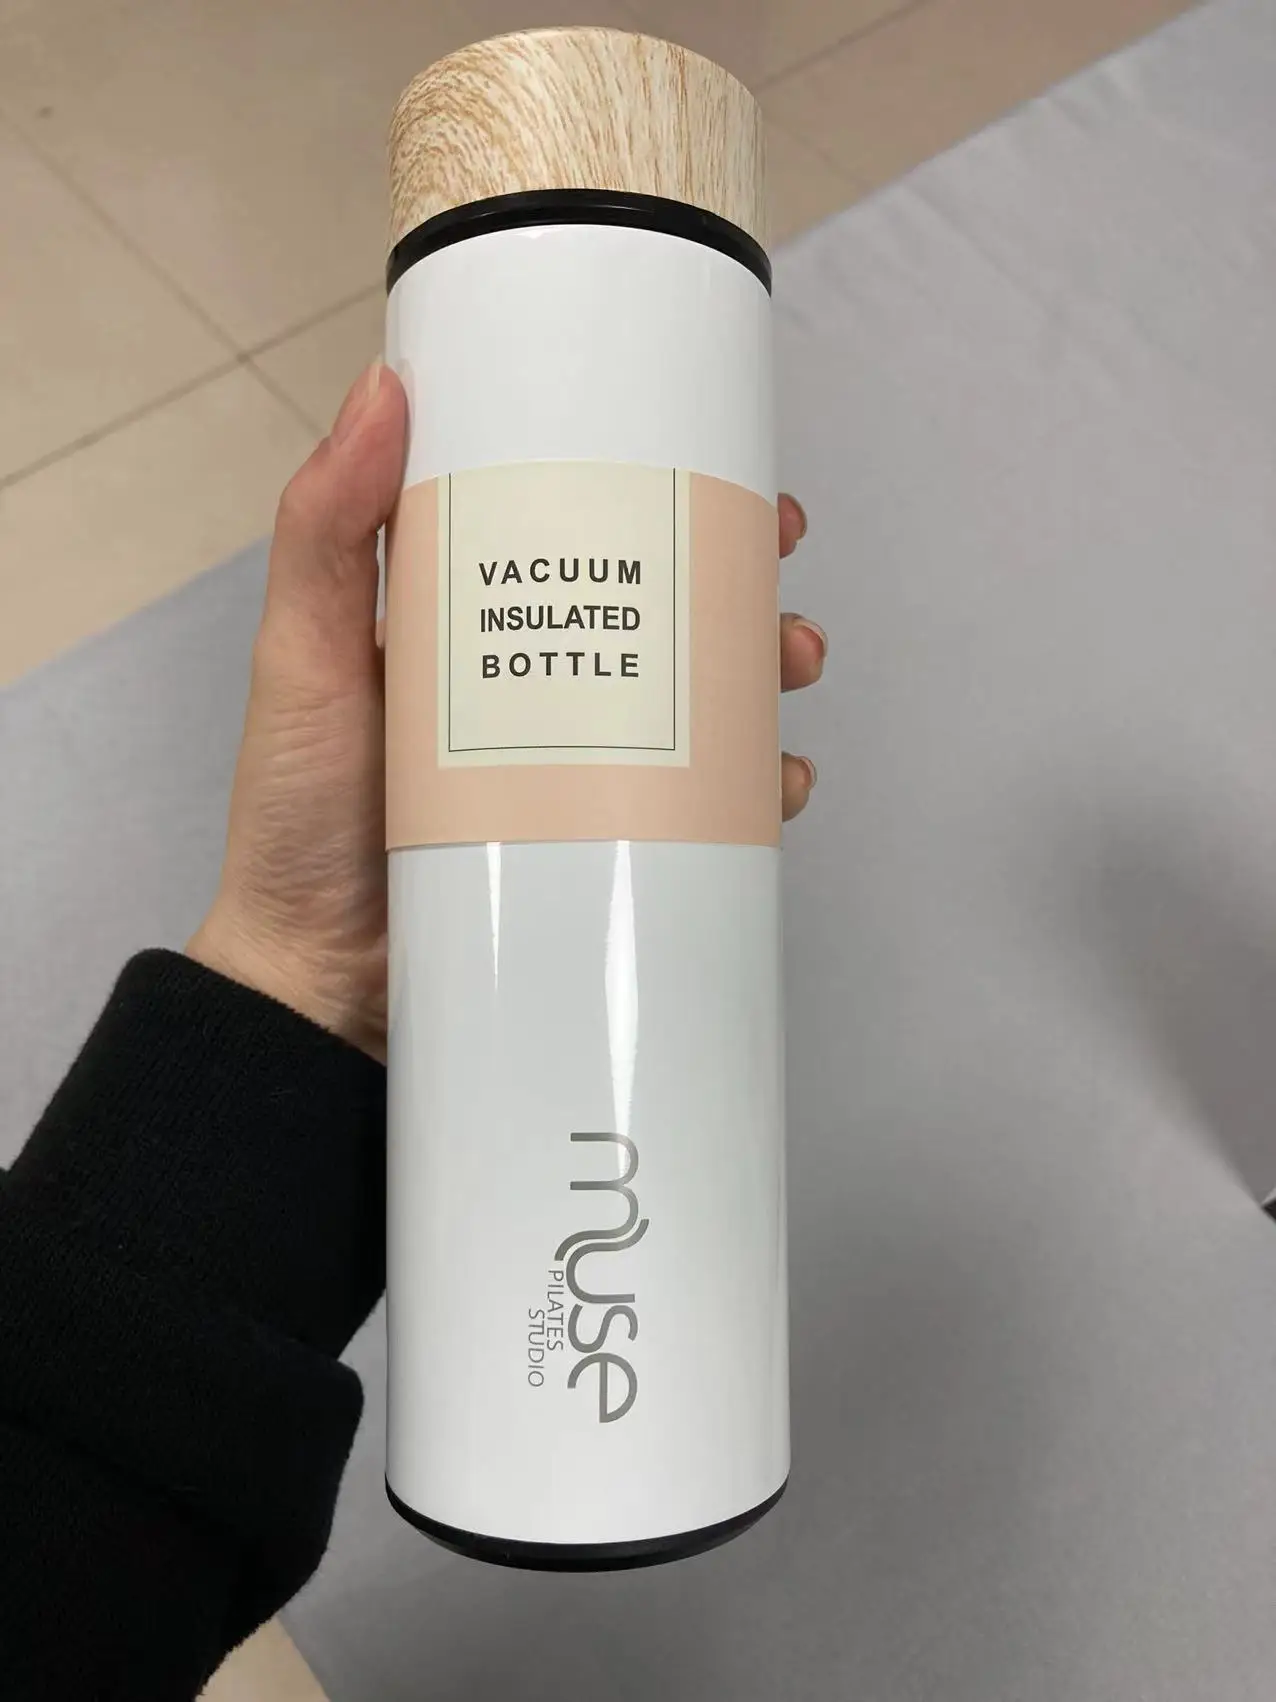 VACUUM
INSULATED
BOTTLE
muse
PILATES
STUDIO